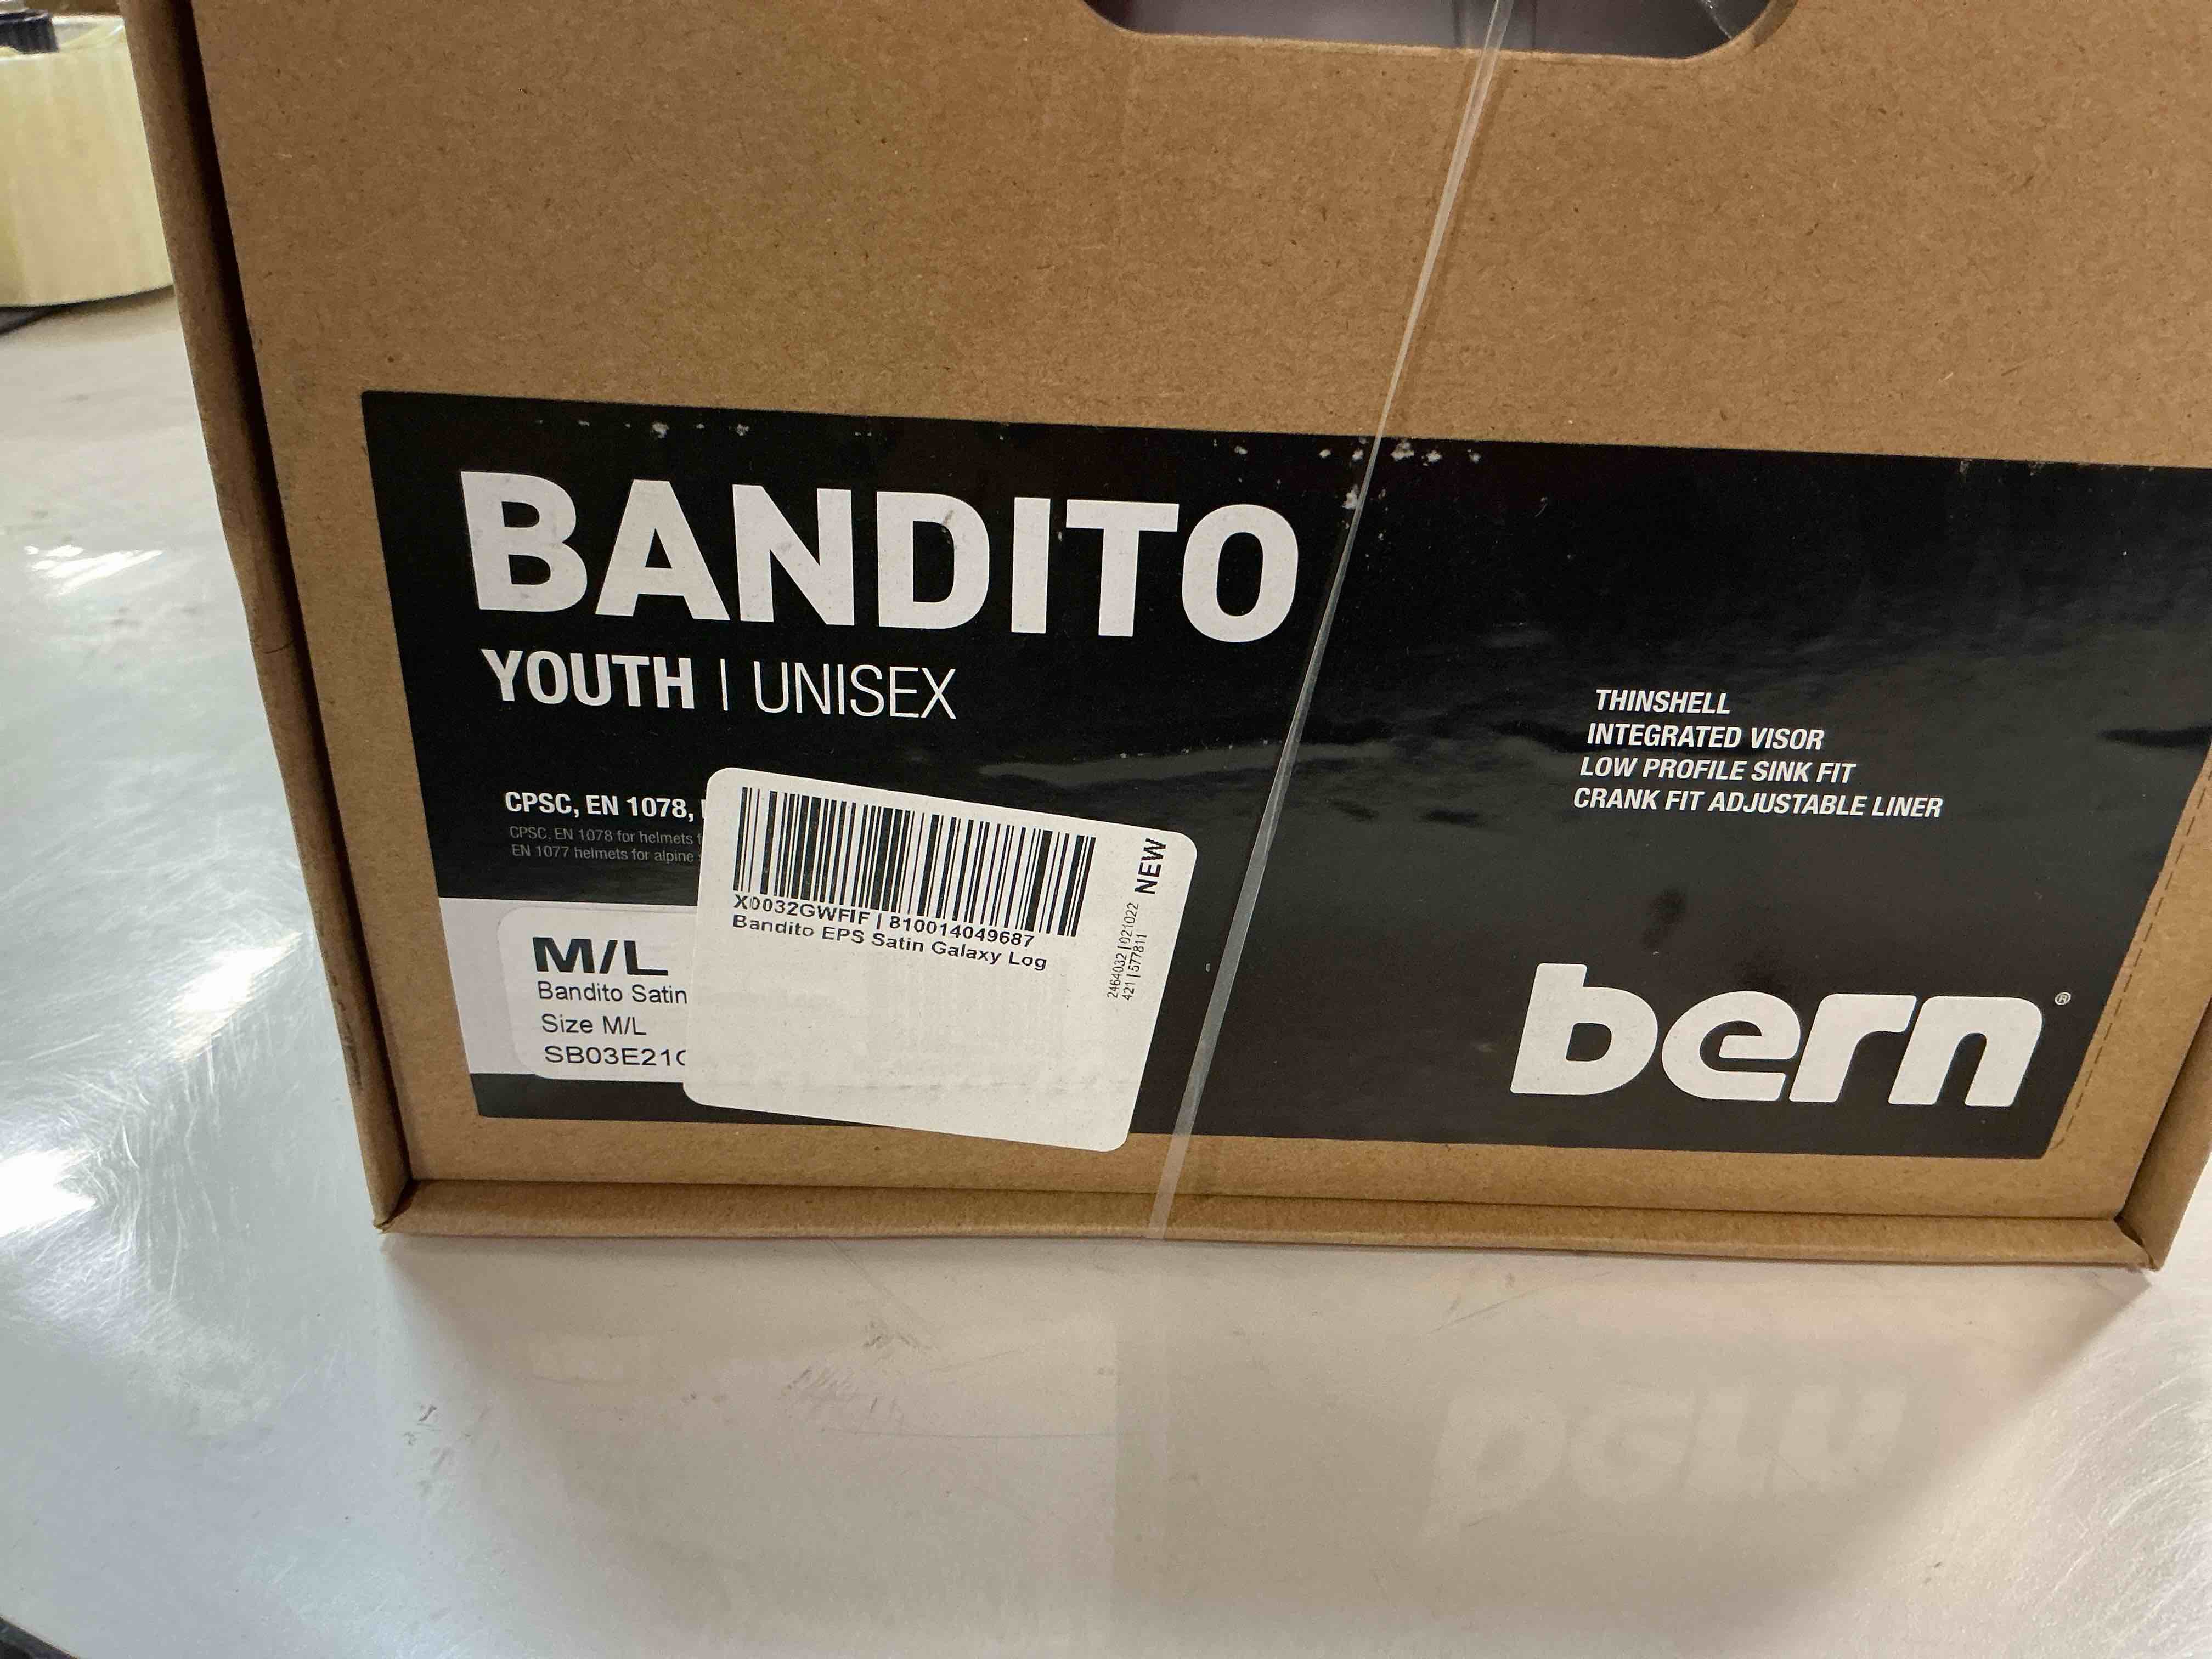 BANDITO
YOUTH | UNISEX
CPSC, EN 1078,
CPSC, EN 1078 for helmets
EN 1077 helmets for alpine
THINSHELL
INTEGRATED VISOR
LOW PROFILE SINK FIT
CRANK FIT ADJUSTABLE LINER
X0032GWFIF | 810014049687
Bandito EPS Satin Galaxy Log
NEW
2464032 | 021022
421 | 577811
M/L
Bandito Satin
Size M/L
SB03E21
bern®